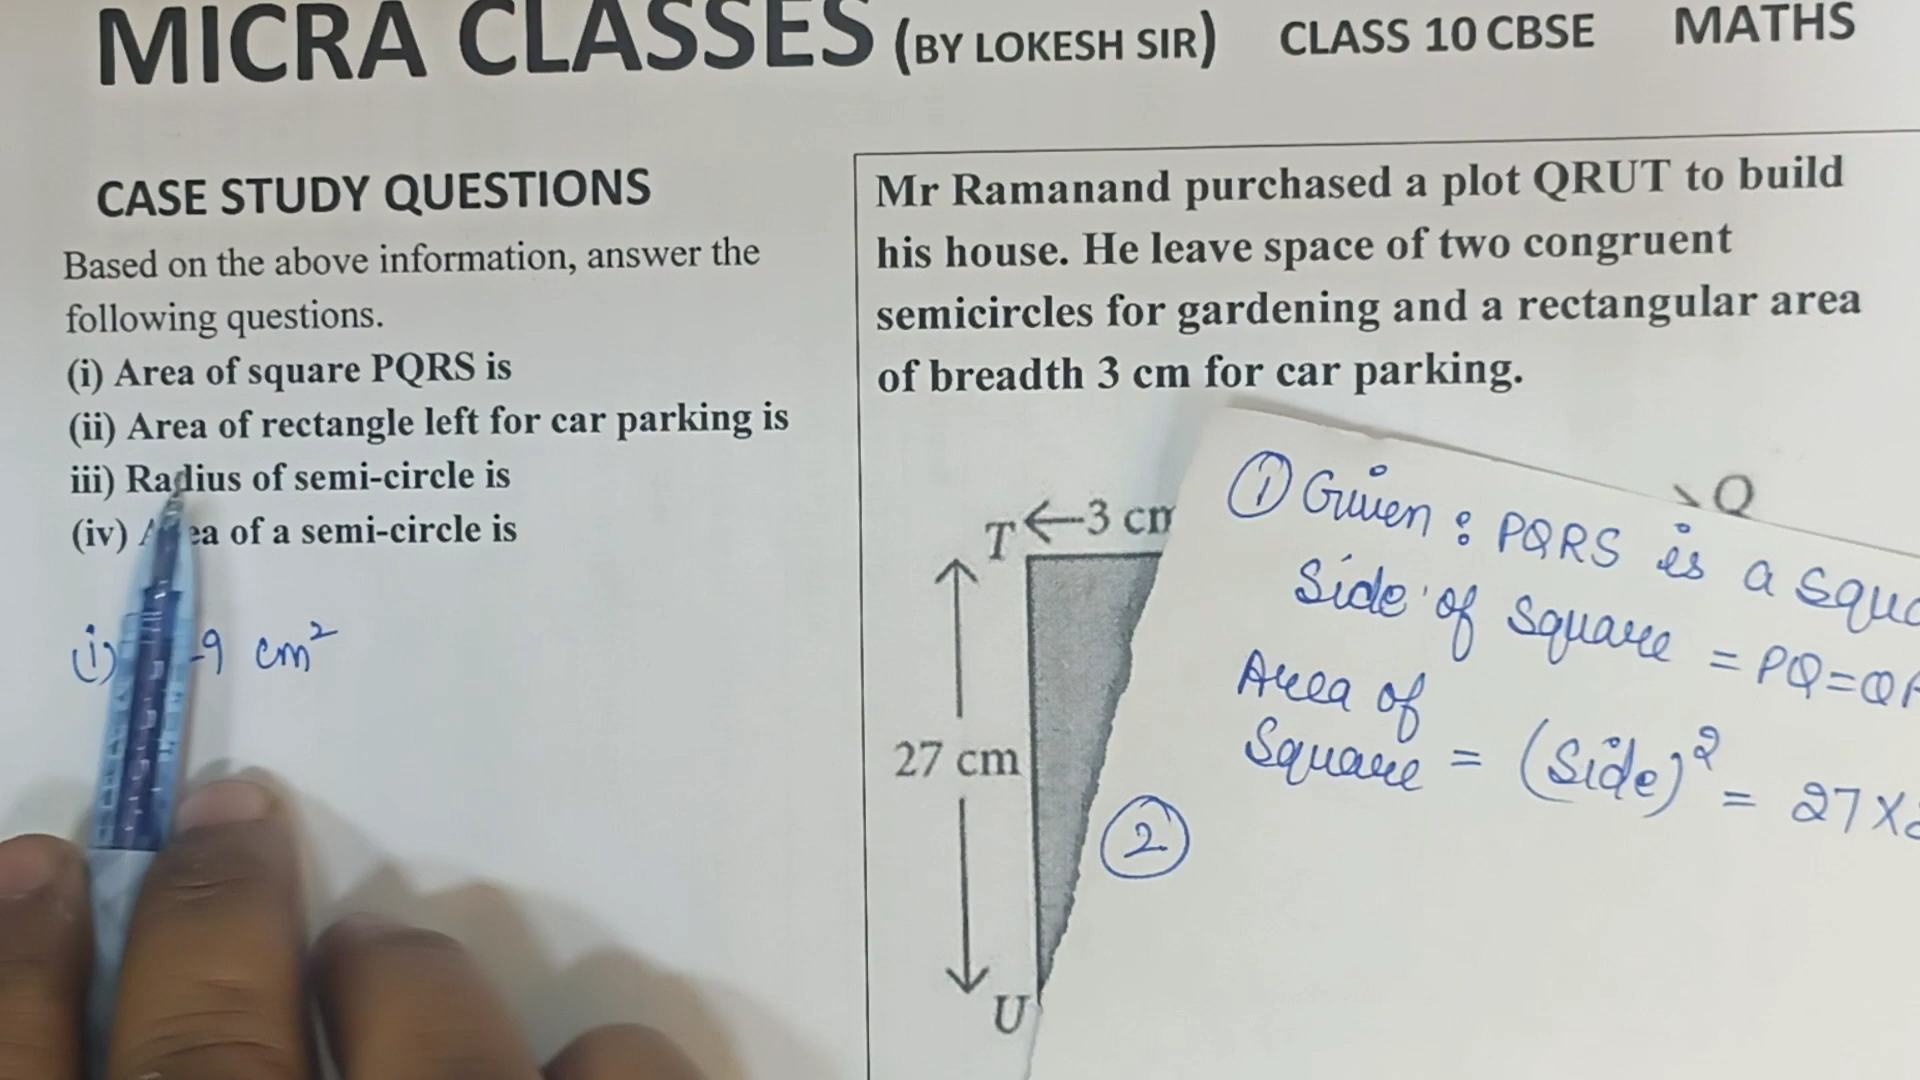 MICRA CLASSES (BY LOKESH SIR) CLASS 10 CBSE MATHS
CASE STUDY QUESTIONS
Based on the above information, answer the
following questions.
(i) Area of square PQRS is
(ii) Area of rectangle left for car parking is
iii) Radius of semi-circle is
(iv) of a semi-circle is
(i) cm²
Mr Ramanand purchased a plot QRUT to build
his house. He leave space of two congruent
semicircles for gardening and a rectangular area
of breadth 3 cm for car parking.
T ←3 cm
Q
27 cm
U
① Given : PQRS is a
Side of square = PQ=
Area of
Square = (Side)² = 27 X
②